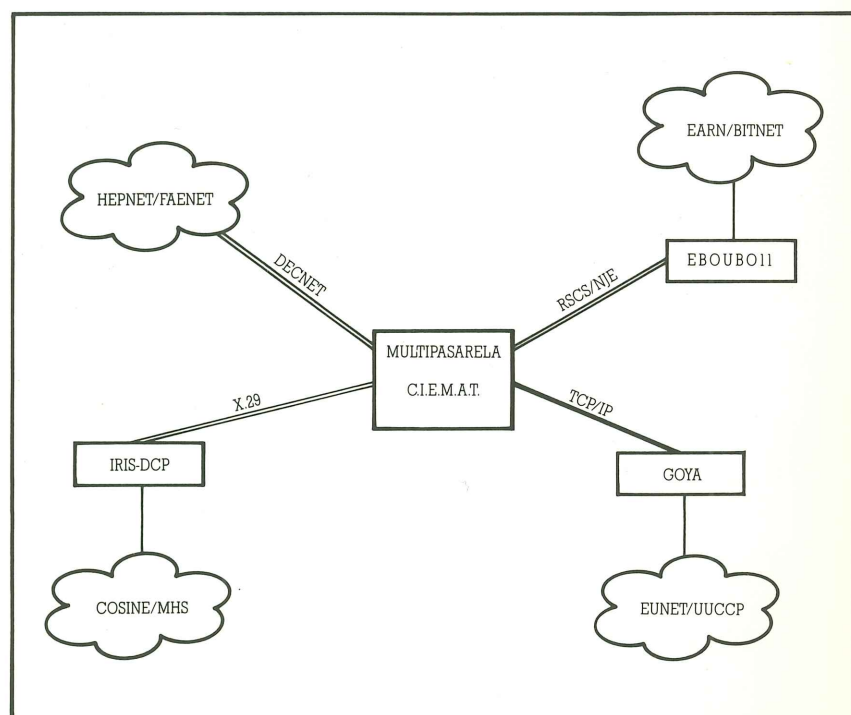 EARN/BITNET
HEPNET/FAENET
EBOUBO11
DECNET
RSCS/NJE
MULTIPASARELA
C.I.E.M.A.T.
X.29
TCP/IP
IRIS-DCP
GOYA
COSINE/MHS
EUNET/UUCCP